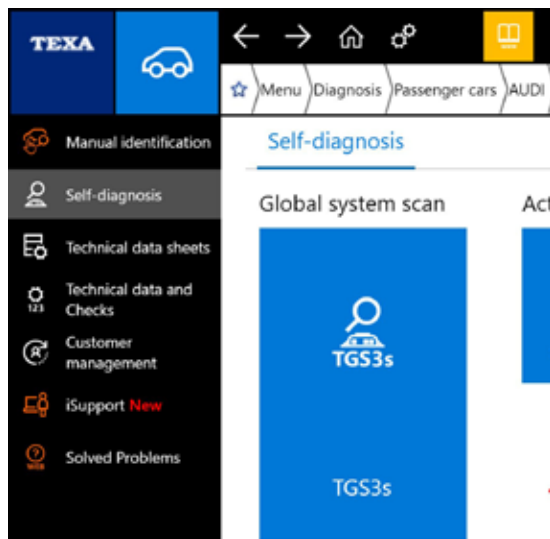 TEXA
Menu Diagnosis Passenger cars AUDI
Manual identification
Self-diagnosis
Technical data sheets
123
Technical data and
Checks
Customer
management
iSupport New
Solved Problems
Self-diagnosis
Global system scan
Act
TGS3s
TGS3s